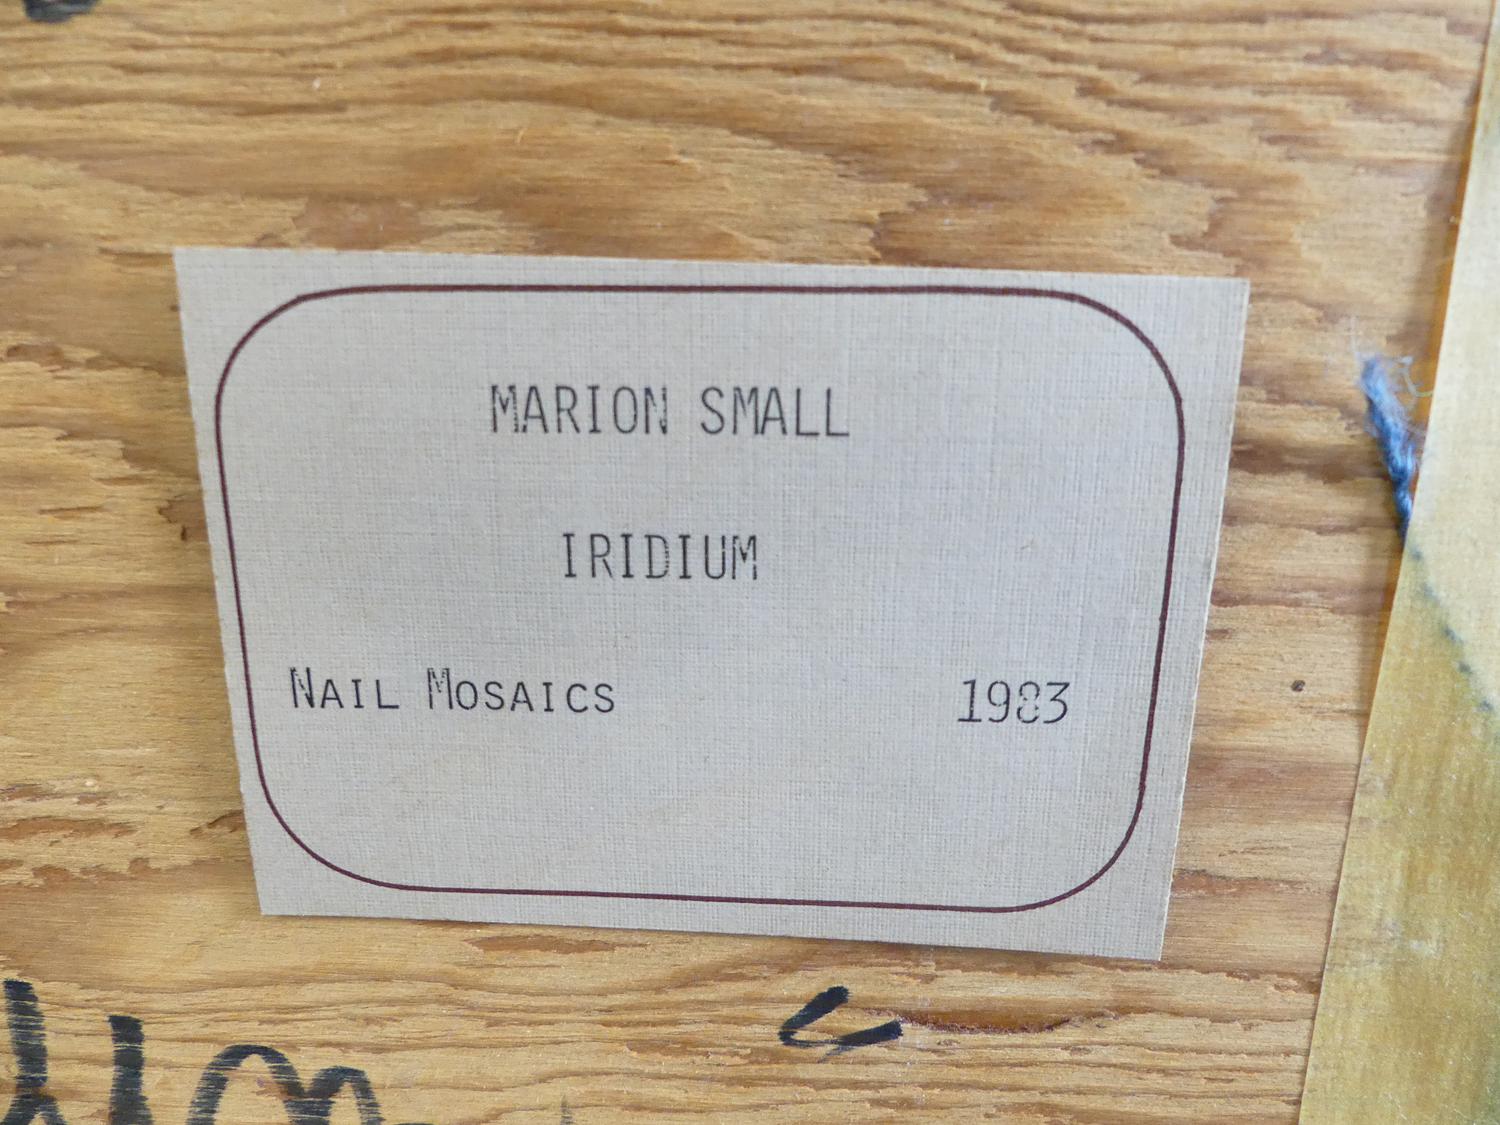 MARION SMALL
IRIDIUM
NAIL MOSAICS 1983